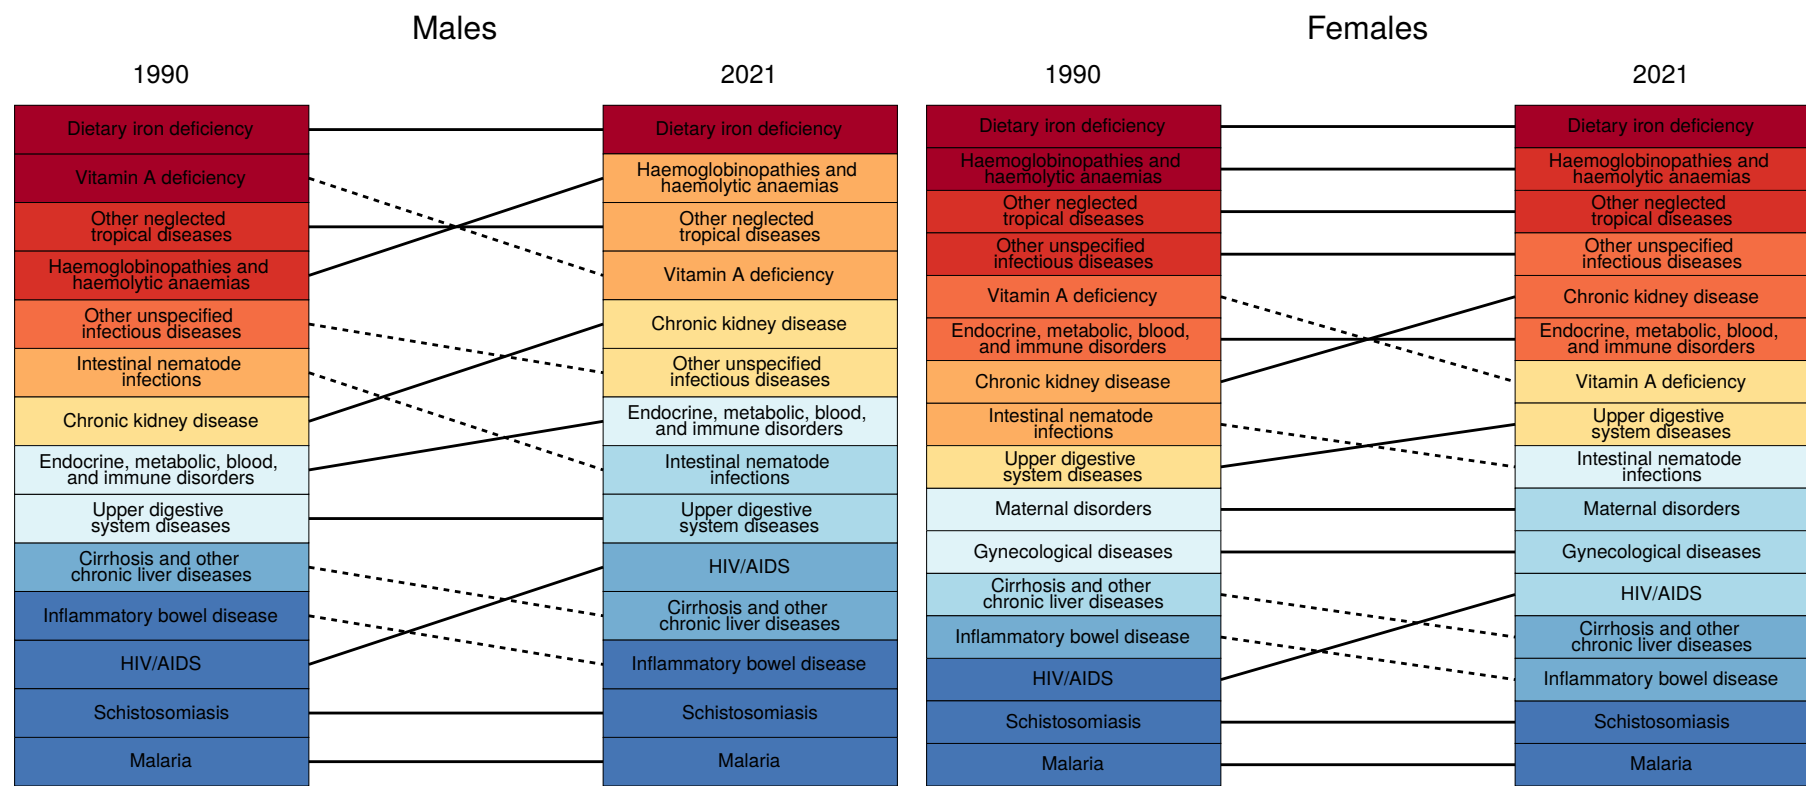 Males
1990
2021
Dietary iron deficiency
Vitamin A deficiency
Other neglected
tropical diseases
Haemoglobinopathies and
haemolytic anaemias
Other unspecified
infectious diseases
Intestinal nematode
infections
Chronic kidney disease
Endocrine, metabolic, blood,
and immune disorders
Upper digestive
system diseases
Cirrhosis and other
chronic liver diseases
Inflammatory bowel disease
HIV/AIDS
Schistosomiasis
Malaria
Dietary iron deficiency
Haemoglobinopathies and
haemolytic anaemias
Other neglected
tropical diseases
Vitamin A deficiency
Chronic kidney disease
Other unspecified
infectious diseases
Endocrine, metabolic, blood,
and immune disorders
Intestinal nematode
infections
Upper digestive
system diseases
HIV/AIDS
Cirrhosis and other
chronic liver diseases
Inflammatory bowel disease
Schistosomiasis
Malaria
Females
1990
2021
Dietary iron deficiency
Haemoglobinopathies and
haemolytic anaemias
Other neglected
tropical diseases
Other unspecified
infectious diseases
Vitamin A deficiency
Endocrine, metabolic, blood,
and immune disorders
Chronic kidney disease
Intestinal nematode
infections
Upper digestive
system diseases
Maternal disorders
Gynecological diseases
Cirrhosis and other
chronic liver diseases
Inflammatory bowel disease
HIV/AIDS
Schistosomiasis
Malaria
Dietary iron deficiency
Haemoglobinopathies and
haemolytic anaemias
Other neglected
tropical diseases
Other unspecified
infectious diseases
Chronic kidney disease
Endocrine, metabolic, blood,
and immune disorders
Vitamin A deficiency
Upper digestive
system diseases
Intestinal nematode
infections
Maternal disorders
Gynecological diseases
HIV/AIDS
Cirrhosis and other
chronic liver diseases
Inflammatory bowel disease
Schistosomiasis
Malaria